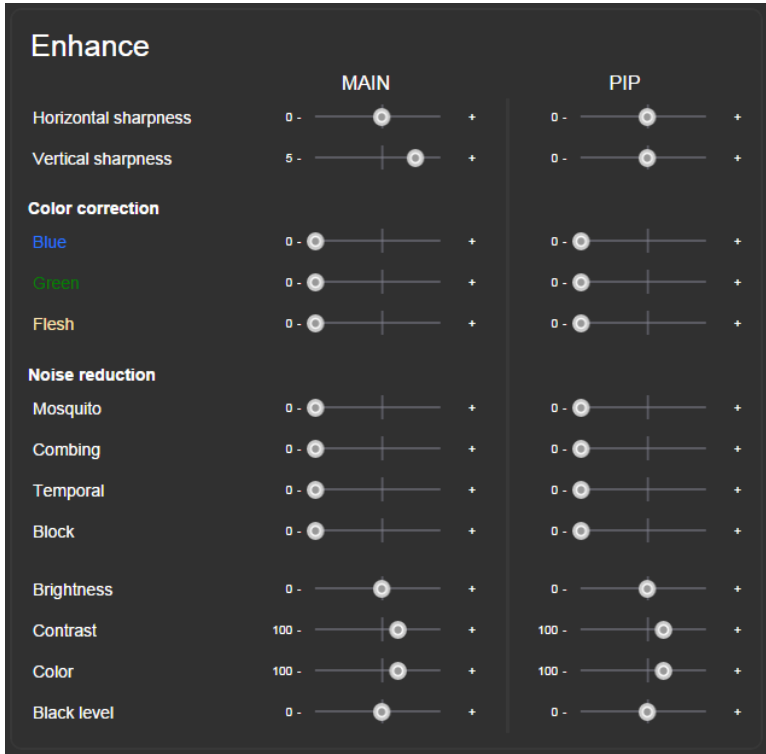 Enhance
MAIN PIP
Horizontal sharpness 0 - + 0 - +
Vertical sharpness 5 - + 0 - +
Color correction
Blue 0 - + 0 - +
Green 0 - + 0 - +
Flesh 0 - + 0 - +
Noise reduction
Mosquito 0 - + 0 - +
Combing 0 - + 0 - +
Temporal 0 - + 0 - +
Block 0 - + 0 - +
Brightness 0 - + 0 - +
Contrast 100 - + 100 - +
Color 100 - + 100 - +
Black level 0 - + 0 - +